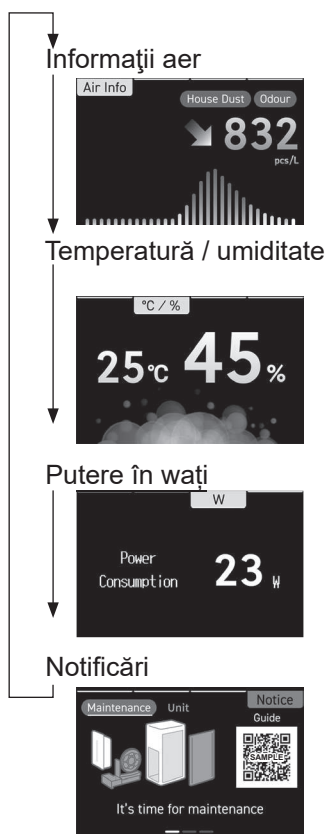 Informaţii aer
Air Info
House Dust Odour
832
pcs/L
Temperatură / umiditate
°C / %
25°C 45%
Putere în wați
W
Power
Consumption
23 W
Notificări
Notice
Maintenance Unit
Guide
SAMPLE
It's time for maintenance